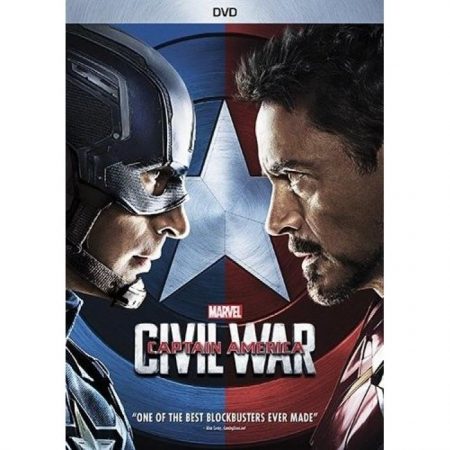 DVD
MARVEL
CIVIL WAR
CAPTAIN AMERICA
"ONE OF THE BEST BLOCKBUSTERS EVER MADE"